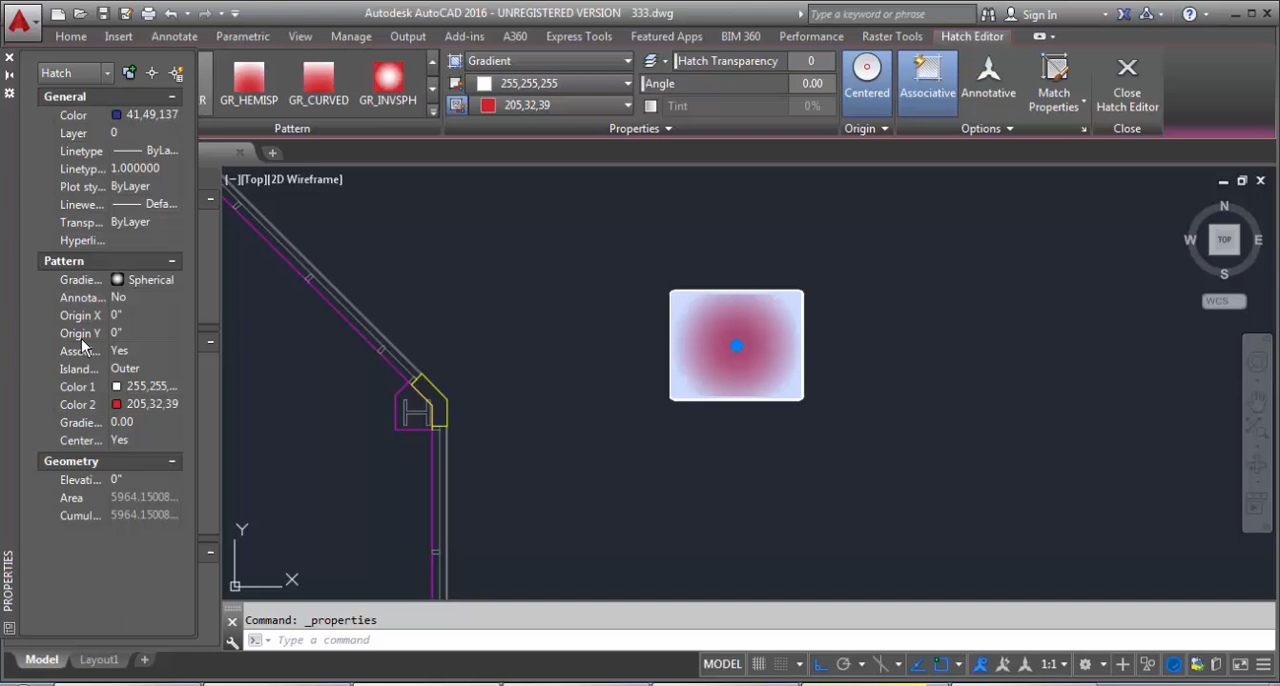 Autodesk AutoCAD 2016 - UNREGISTERED VERSION 333.dwg
Type a keyword or phrase
Sign In
Home Insert Annotate Parametric View Manage Output Add-ins A360 Express Tools Featured Apps BIM 360 Performance Raster Tools Hatch Editor
Hatch
R GR_HEMISP GR_CURVED GR_INVSPH
Pattern
Gradient
255,255,255
205,32,39
Hatch Transparency 0
Angle 0.00
Tint 0%
Properties
Centered
Origin
Associative
Annotative
Match Properties
Options
Close Hatch Editor
Close
General
Color 41,49,137
Layer 0
Linetype ByLa...
Linetyp... 1.000000
Plot sty... ByLayer
Linewe... Defa...
Transp... ByLayer
Hyperli...
Pattern
Gradie... Spherical
Annota... No
Origin X 0"
Origin Y 0"
Ass... Yes
Island... Outer
Color 1 255,255,...
Color 2 205,32,39
Gradie... 0.00
Center... Yes
Geometry
Elevati... 0"
Area 5964.15008...
Cumul... 5964.15008...
PROPERTIES
[−][Top][2D Wireframe]
N
W TOP E
S
WCS
H
Y
X
Command: _properties
Type a command
Model Layout1
MODEL 1:1